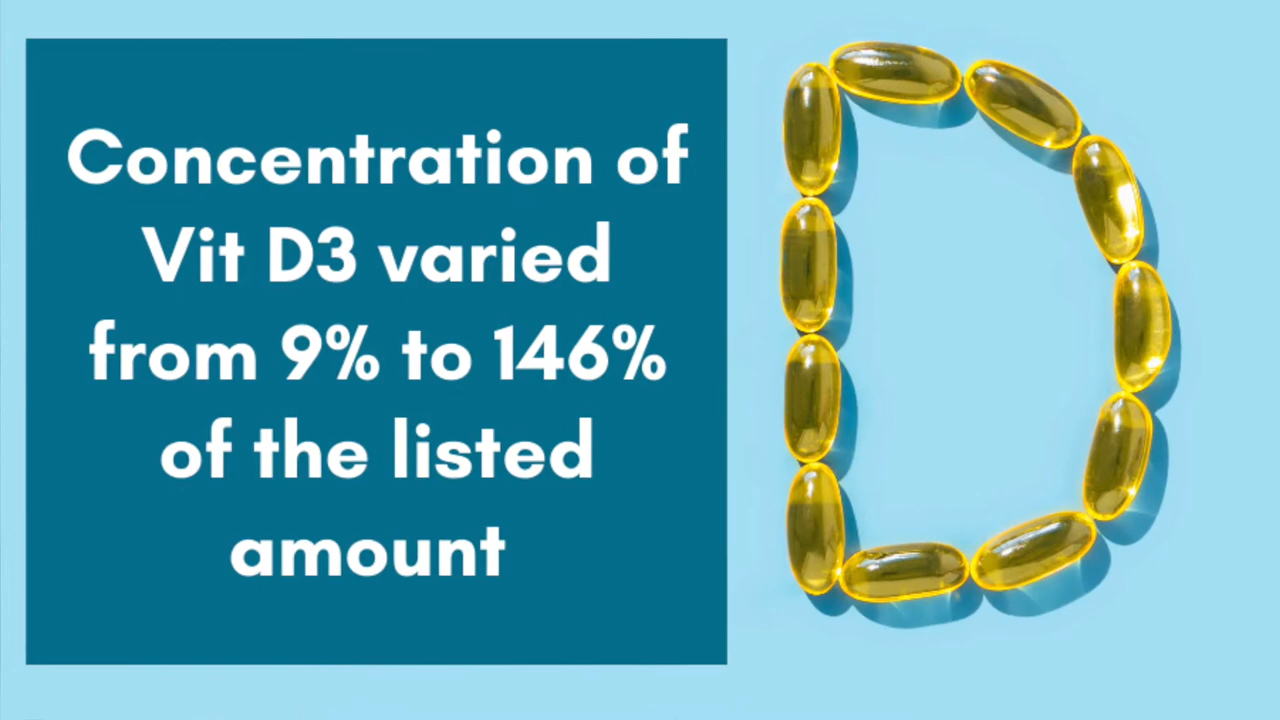 Concentration of
Vit D3 varied
from 9% to 146%
of the listed
amount